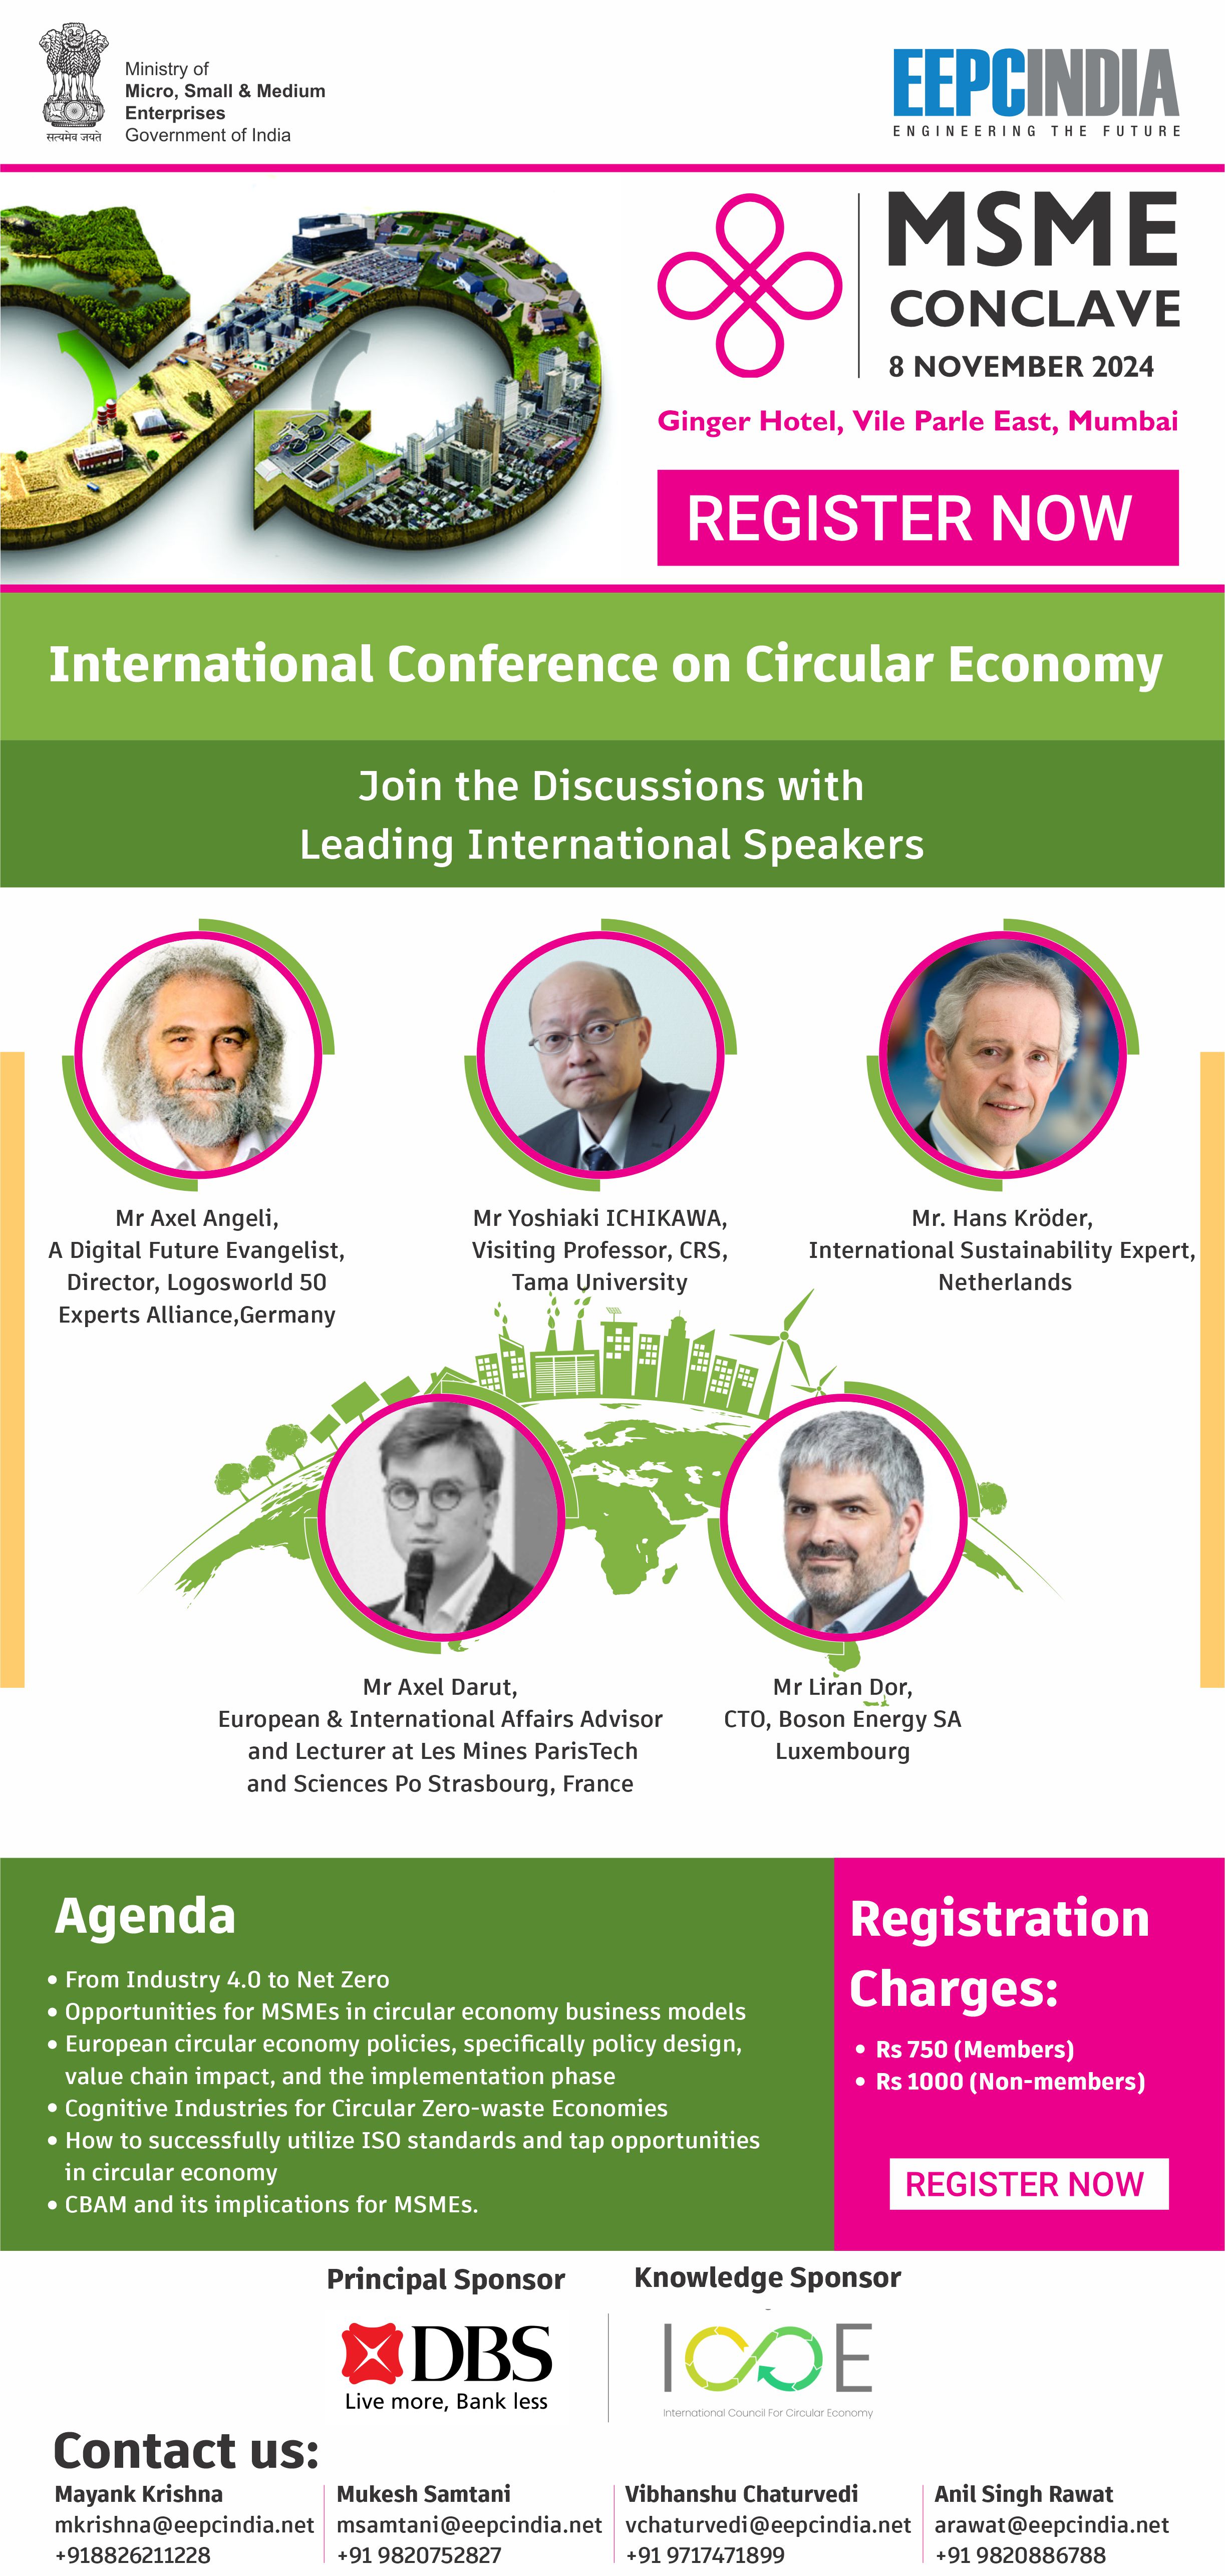 Ministry of
Micro, Small & Medium
Enterprises
Government of India
सत्यमेव जयते
EEPCINDIA
ENGINEERING THE FUTURE
MSME
CONCLAVE
8 NOVEMBER 2024
Ginger Hotel, Vile Parle East, Mumbai
REGISTER NOW
International Conference on Circular Economy
Join the Discussions with
Leading International Speakers
Mr Axel Angeli,
A Digital Future Evangelist,
Director, Logosworld 50
Experts Alliance,Germany
Mr Yoshiaki ICHIKAWA,
Visiting Professor, CRS,
Tama University
Mr. Hans Kröder,
International Sustainability Expert,
Netherlands
Mr Axel Darut,
European & International Affairs Advisor
and Lecturer at Les Mines ParisTech
and Sciences Po Strasbourg, France
Mr Liran Dor,
CTO, Boson Energy SA
Luxembourg
Agenda
• From Industry 4.0 to Net Zero
• Opportunities for MSMEs in circular economy business models
• European circular economy policies, specifically policy design,
value chain impact, and the implementation phase
• Cognitive Industries for Circular Zero-waste Economies
• How to successfully utilize ISO standards and tap opportunities
in circular economy
• CBAM and its implications for MSMEs.
Registration
Charges:
• Rs 750 (Members)
• Rs 1000 (Non-members)
REGISTER NOW
Principal Sponsor
DBS
Live more, Bank less
Knowledge Sponsor
ICCE
International Council For Circular Economy
Contact us:
Mayank Krishna
mkrishna@eepcindia.net
+918826211228
Mukesh Samtani
msamtani@eepcindia.net
+91 9820752827
Vibhanshu Chaturvedi
vchaturvedi@eepcindia.net
+91 9717471899
Anil Singh Rawat
arawat@eepcindia.net
+91 9820886788